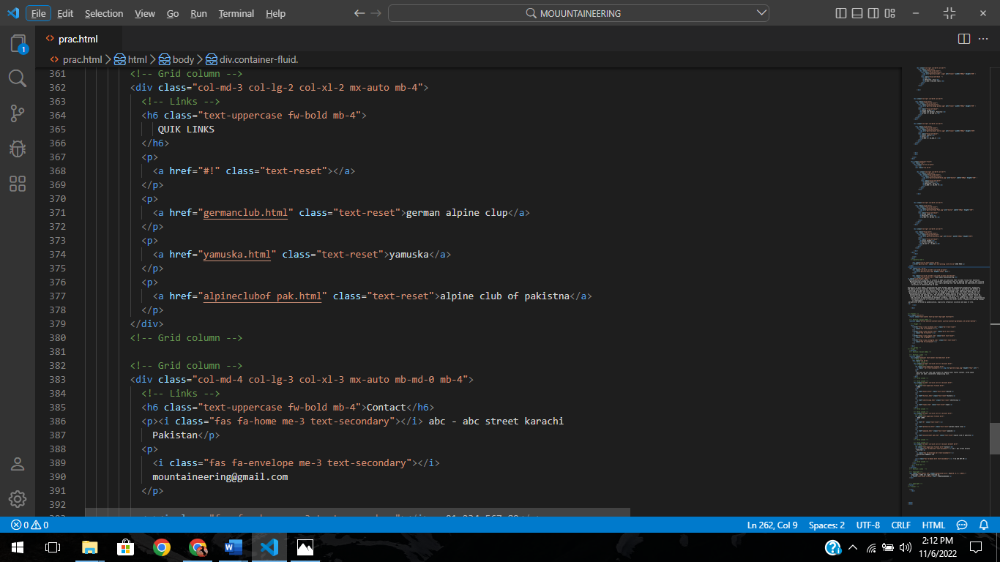 File Edit Selection View Go Run Terminal Help MOUUNTAINEERING
prac.html
1
prac.html > html > body > div.container-fluid.
361 <!-- Grid column -->
362 <div class="col-md-3 col-lg-2 col-xl-2 mx-auto mb-4">
363 <!-- Links -->
364 <h6 class="text-uppercase fw-bold mb-4">
365 QUIK LINKS
366 </h6>
367 <p>
368 <a href="#!" class="text-reset"></a>
369 </p>
370 <p>
371 <a href="germanclub.html" class="text-reset">german alpine clup</a>
372 </p>
373 <p>
374 <a href="yamuska.html" class="text-reset">yamuska</a>
375 </p>
376 <p>
377 <a href="alpineclubof pak.html" class="text-reset">alpine club of pakistna</a>
378 </p>
379 </div>
380 <!-- Grid column -->
381
382 <!-- Grid column -->
383 <div class="col-md-4 col-lg-3 col-xl-3 mx-auto mb-md-0 mb-4">
384 <!-- Links -->
385 <h6 class="text-uppercase fw-bold mb-4">Contact</h6>
386 <p><i class="fas fa-home me-3 text-secondary"></i> abc - abc street karachi
387 Pakistan</p>
388 <p>
389 <i class="fas fa-envelope me-3 text-secondary"></i>
390 mountaineering@gmail.com
391 </p>
392
0 0 Ln 262, Col 9 Spaces: 2 UTF-8 CRLF HTML
2:12 PM
11/6/2022